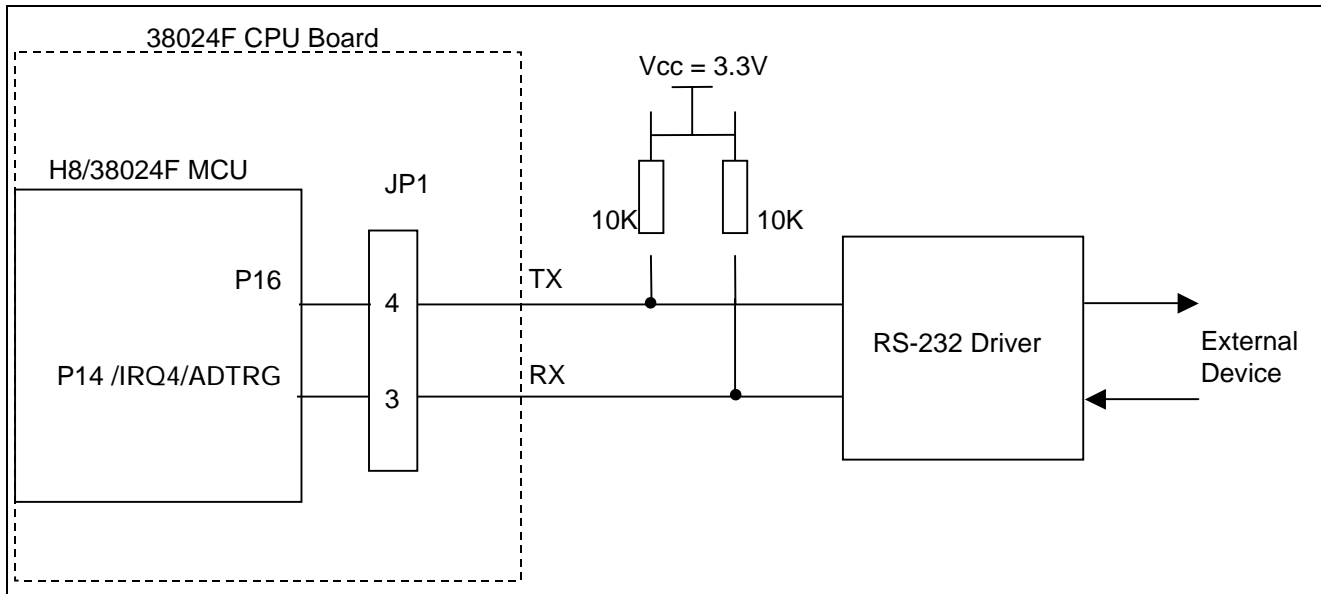 38024F CPU Board
Vcc = 3.3V
H8/38024F MCU
JP1
10K
10K
P16
4
TX
RS-232 Driver
External
Device
P14 /IRQ4/ADTRG
3
RX